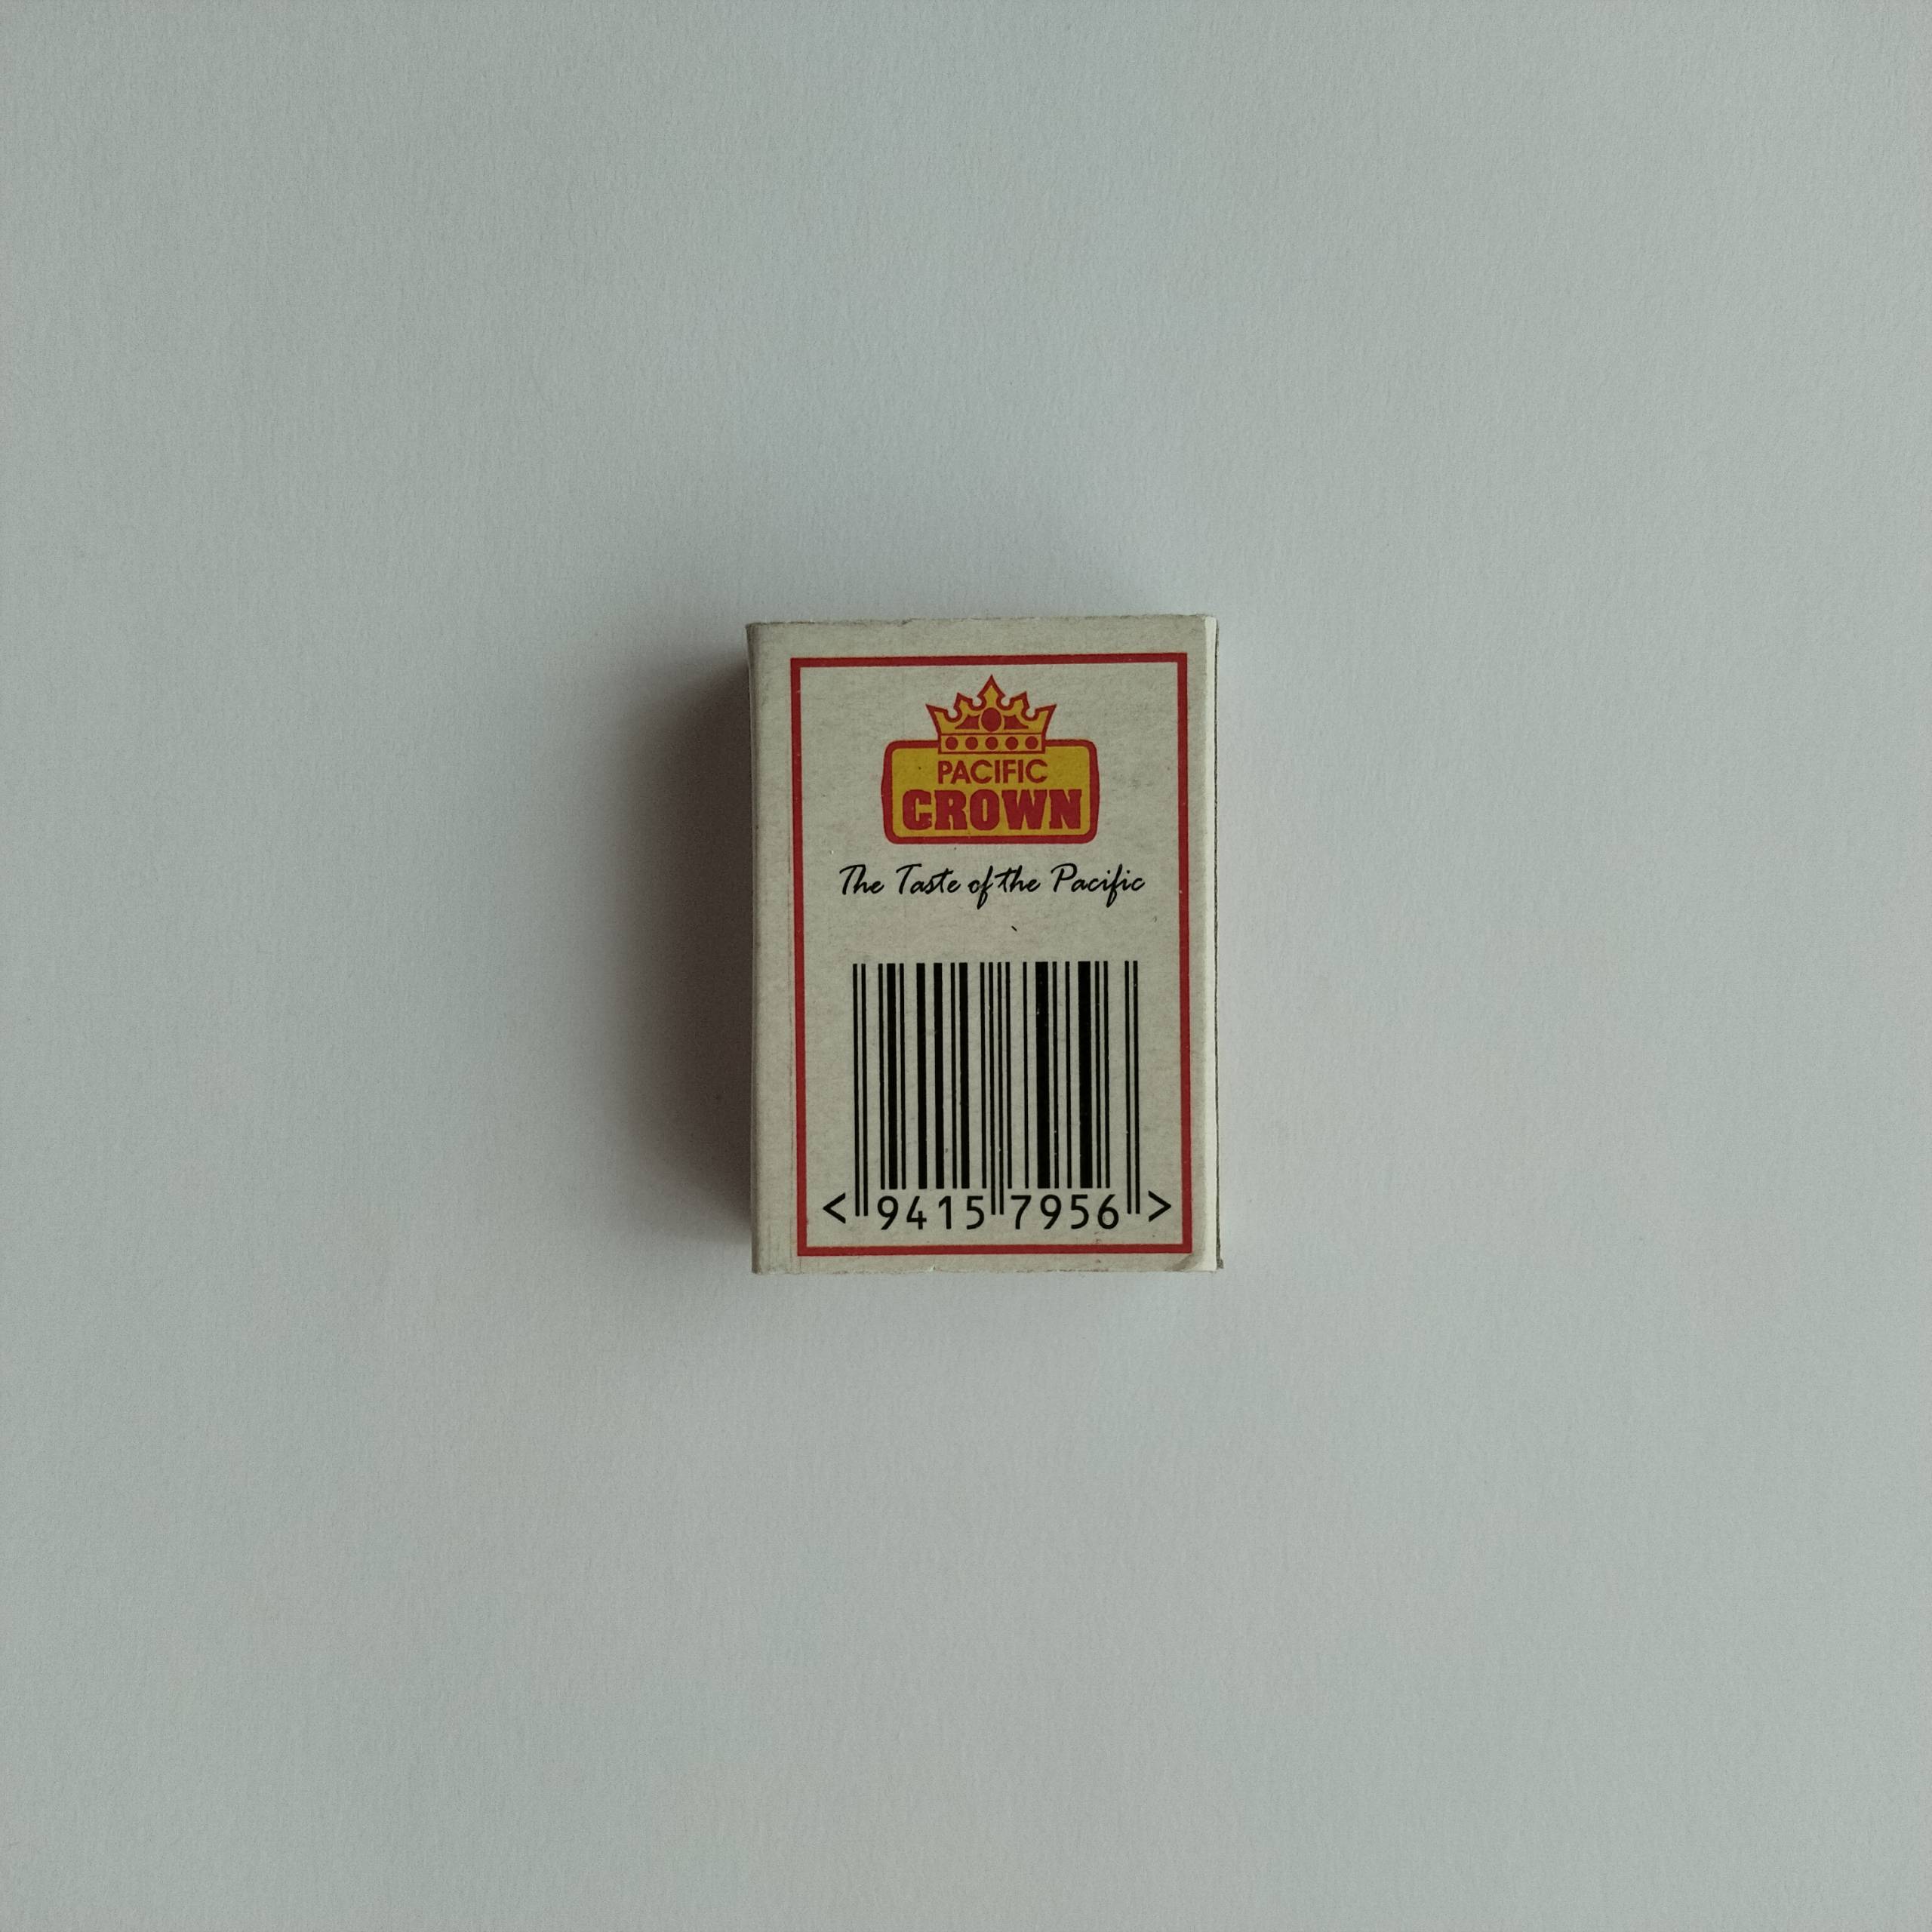 PACIFIC
CROWN
The Taste of the Pacific
< 9415 7956 >